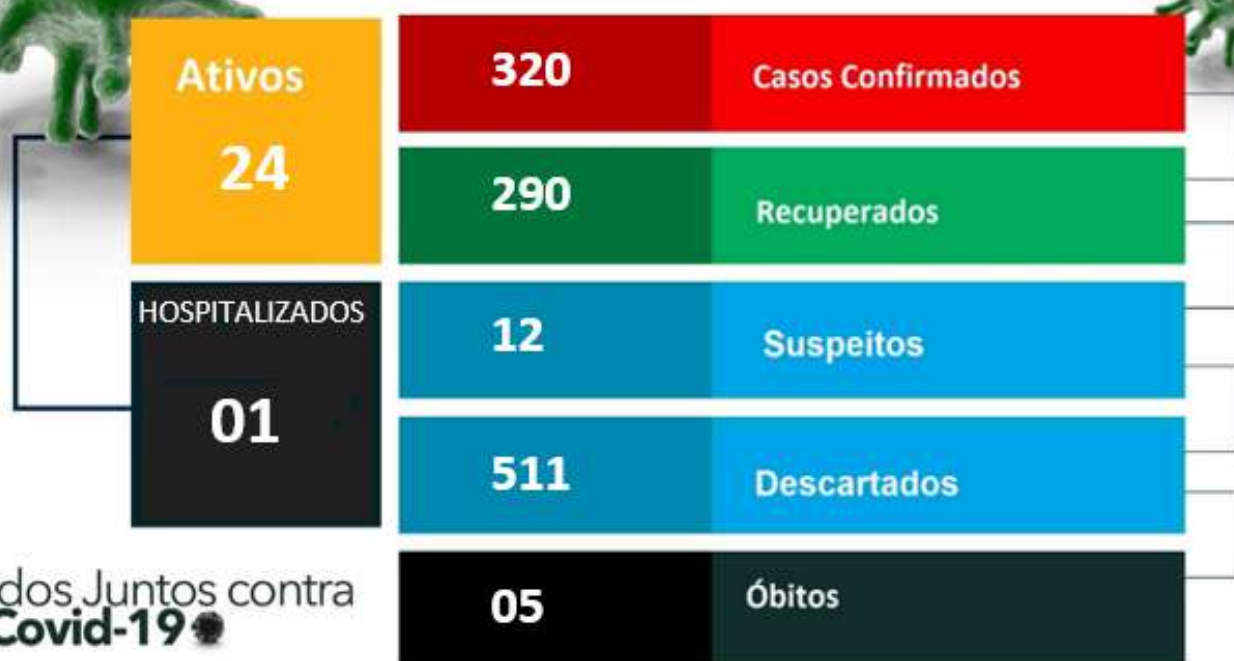 Ativos
24
HOSPITALIZADOS
01
320 Casos Confirmados
290 Recuperados
12 Suspeitos
511 Descartados
05 Óbitos
dos Juntos contra
Covid-19